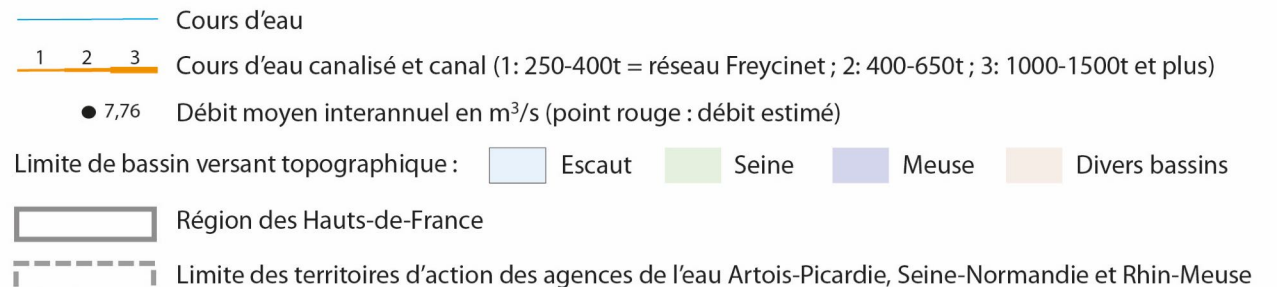 Cours d’eau
1 2 3 Cours d’eau canalisé et canal (1: 250-400t = réseau Freycinet ; 2: 400-650t ; 3: 1000-1500t et plus)
7,76 Débit moyen interannuel en m³/s (point rouge : débit estimé)
Limite de bassin versant topographique : Escaut Seine Meuse Divers bassins
Région des Hauts-de-France
Limite des territoires d’action des agences de l’eau Artois-Picardie, Seine-Normandie et Rhin-Meuse